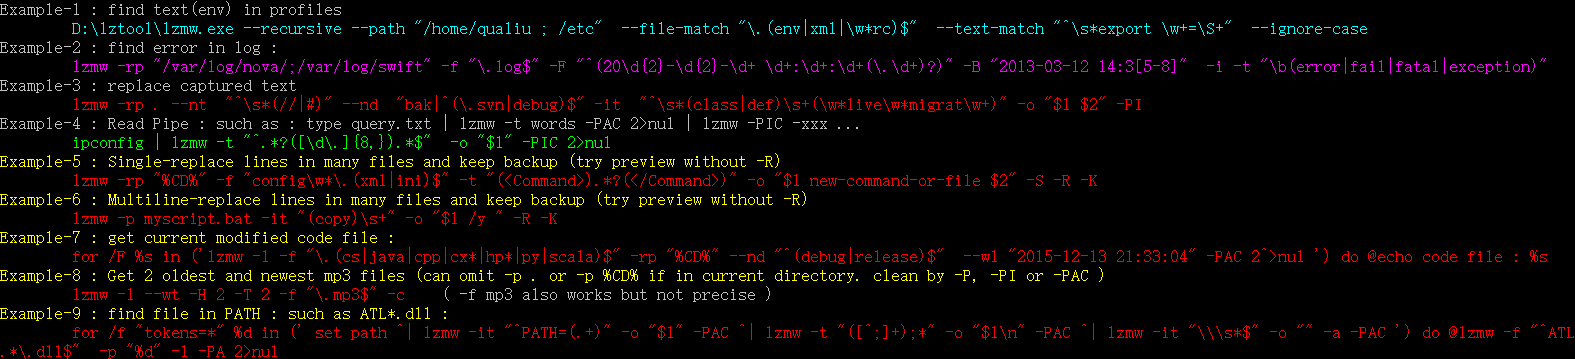 Example-1 : find text(env) in profiles
D:\lztool\lzmw.exe --recursive --path "/home/qualiu ; /etc"  --file-match "\.(env|xml|\w*rc)$"  --text-match "^\s*export \w+=\S+"  --ignore-case
Example-2 : find error in log :
lzmw -rp "/var/log/nova/;/var/log/swift" -f "\.log$" -F "^(20\d{2}-\d{2}-\d+ \d+:\d+:\d+(\.\d+)?)" -B "2013-03-12 14:3[5-8]"  -i -t "\b(error|fail|fatal|exception)"
Example-3 : replace captured text
lzmw -rp . --nt  "^\s*(//|#)" --nd  "bak|^(\.svn|debug)$" -it  "^\s*(class|def)\s+(\w*live\w*migrat\w+)" -o "$1 $2" -PI
Example-4 : Read Pipe : such as : type query.txt | lzmw -t words -PAC 2>nul | lzmw -PIC -xxx ...
ipconfig | lzmw -t "^.*?([\d\.]{8,}).*$"  -o "$1" -PIC 2>nul
Example-5 : Single-replace lines in many files and keep backup (try preview without -R)
lzmw -rp "%CD%" -f "config\w*\.(xml|ini)$" -t "(<Command>).*?(</Command>)" -o "$1 new-command-or-file $2" -S -R -K
Example-6 : Multiline-replace lines in many files and keep backup (try preview without -R)
lzmw -p myscript.bat -it "(copy)\s+" -o "$1 /y " -R -K
Example-7 : get current modified code file :
for /F %s in ('lzmw -l -f "\.(cs|java|cpp|cx*|hp*|py|scala)$" -rp "%CD%" --nd "^(debug|release)$"  --w1 "2015-12-13 21:33:04" -PAC 2^>nul ') do @echo code file : %s
Example-8 : Get 2 oldest and newest mp3 files (can omit -p . or -p %CD% if in current directory. clean by -P, -PI or -PAC )
lzmw -l --wt -H 2 -T 2 -f "\.mp3$" -c    ( -f mp3 also works but not precise )
Example-9 : find file in PATH : such as ATL*.dll :
for /f "tokens=*" %d in (' set path ^| lzmw -it "^PATH=(.+)" -o "$1" -PAC ^| lzmw -t "([^;]+);*" -o "$1\n" -PAC ^| lzmw -it "\\\s*$" -o "" -a -PAC ') do @lzmw -f "^ATL
.*\.dll$"  -p "%d" -l -PA 2>nul